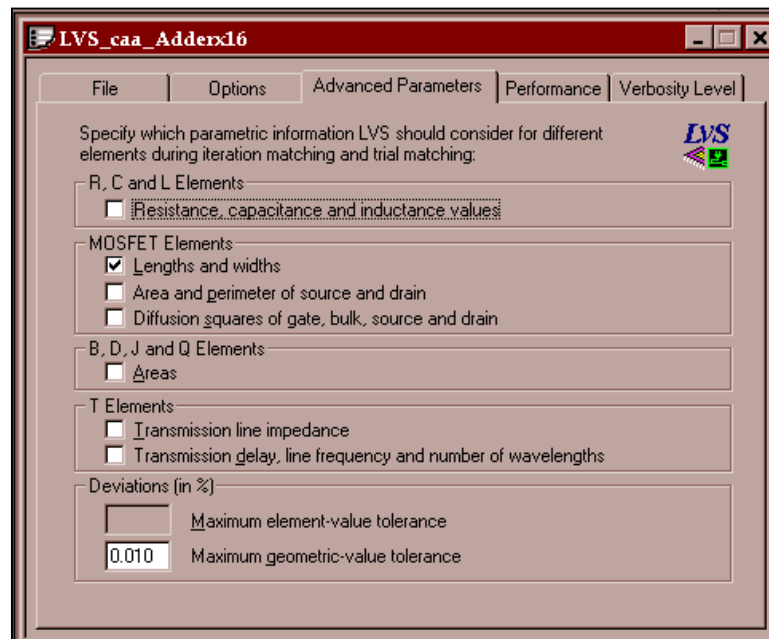 LVS_caa_Adderx16
File Options Advanced Parameters Performance Verbosity Level
Specify which parametric information LVS should consider for different
elements during iteration matching and trial matching:
LVS
R, C and L Elements
Resistance, capacitance and inductance values
MOSFET Elements
Lengths and widths
Area and perimeter of source and drain
Diffusion squares of gate, bulk, source and drain
B, D, J and Q Elements
Areas
T Elements
Transmission line impedance
Transmission delay, line frequency and number of wavelengths
Deviations (in %)
Maximum element-value tolerance
0.010 Maximum geometric-value tolerance